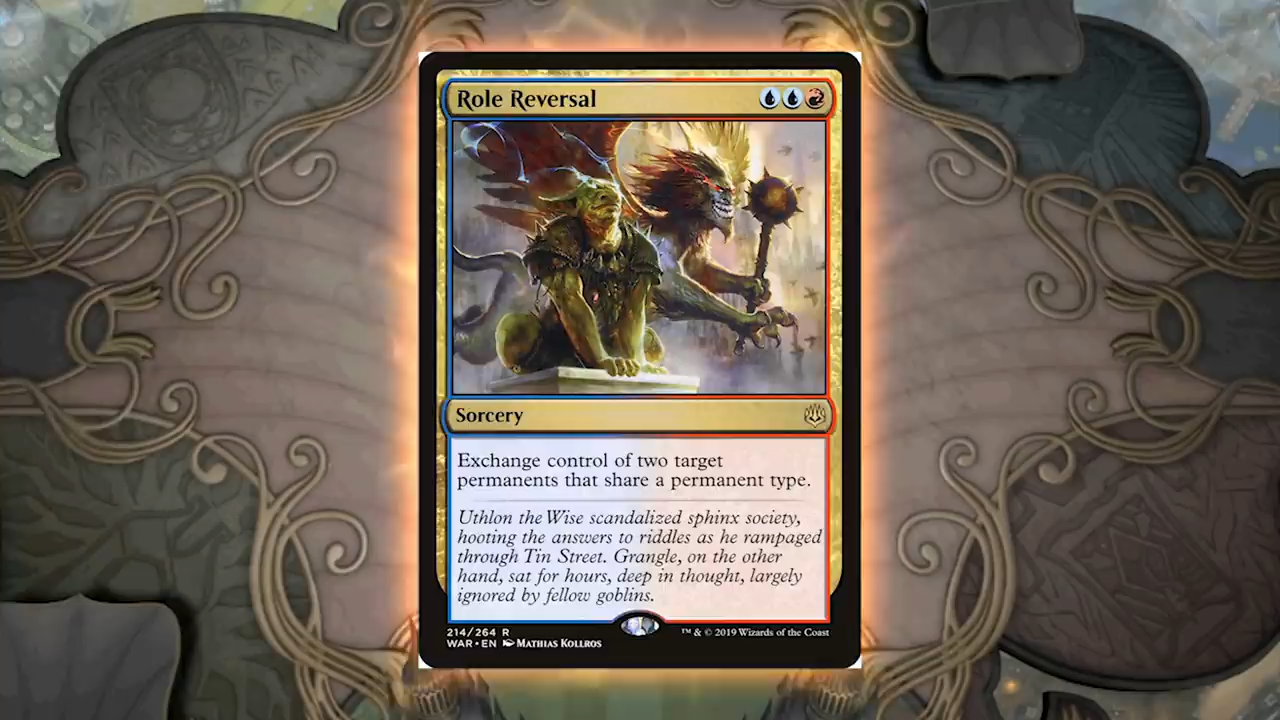 Role Reversal
Sorcery
Exchange control of two target
permanents that share a permanent type.
Uthlon the Wise scandalized sphinx society,
hooting the answers to riddles as he rampaged
through Tin Street. Grangle, on the other
hand, sat for hours, deep in thought, largely
ignored by fellow goblins.
214/264 R
WAR • EN Mathias Kollros
™ & © 2019 Wizards of the Coast